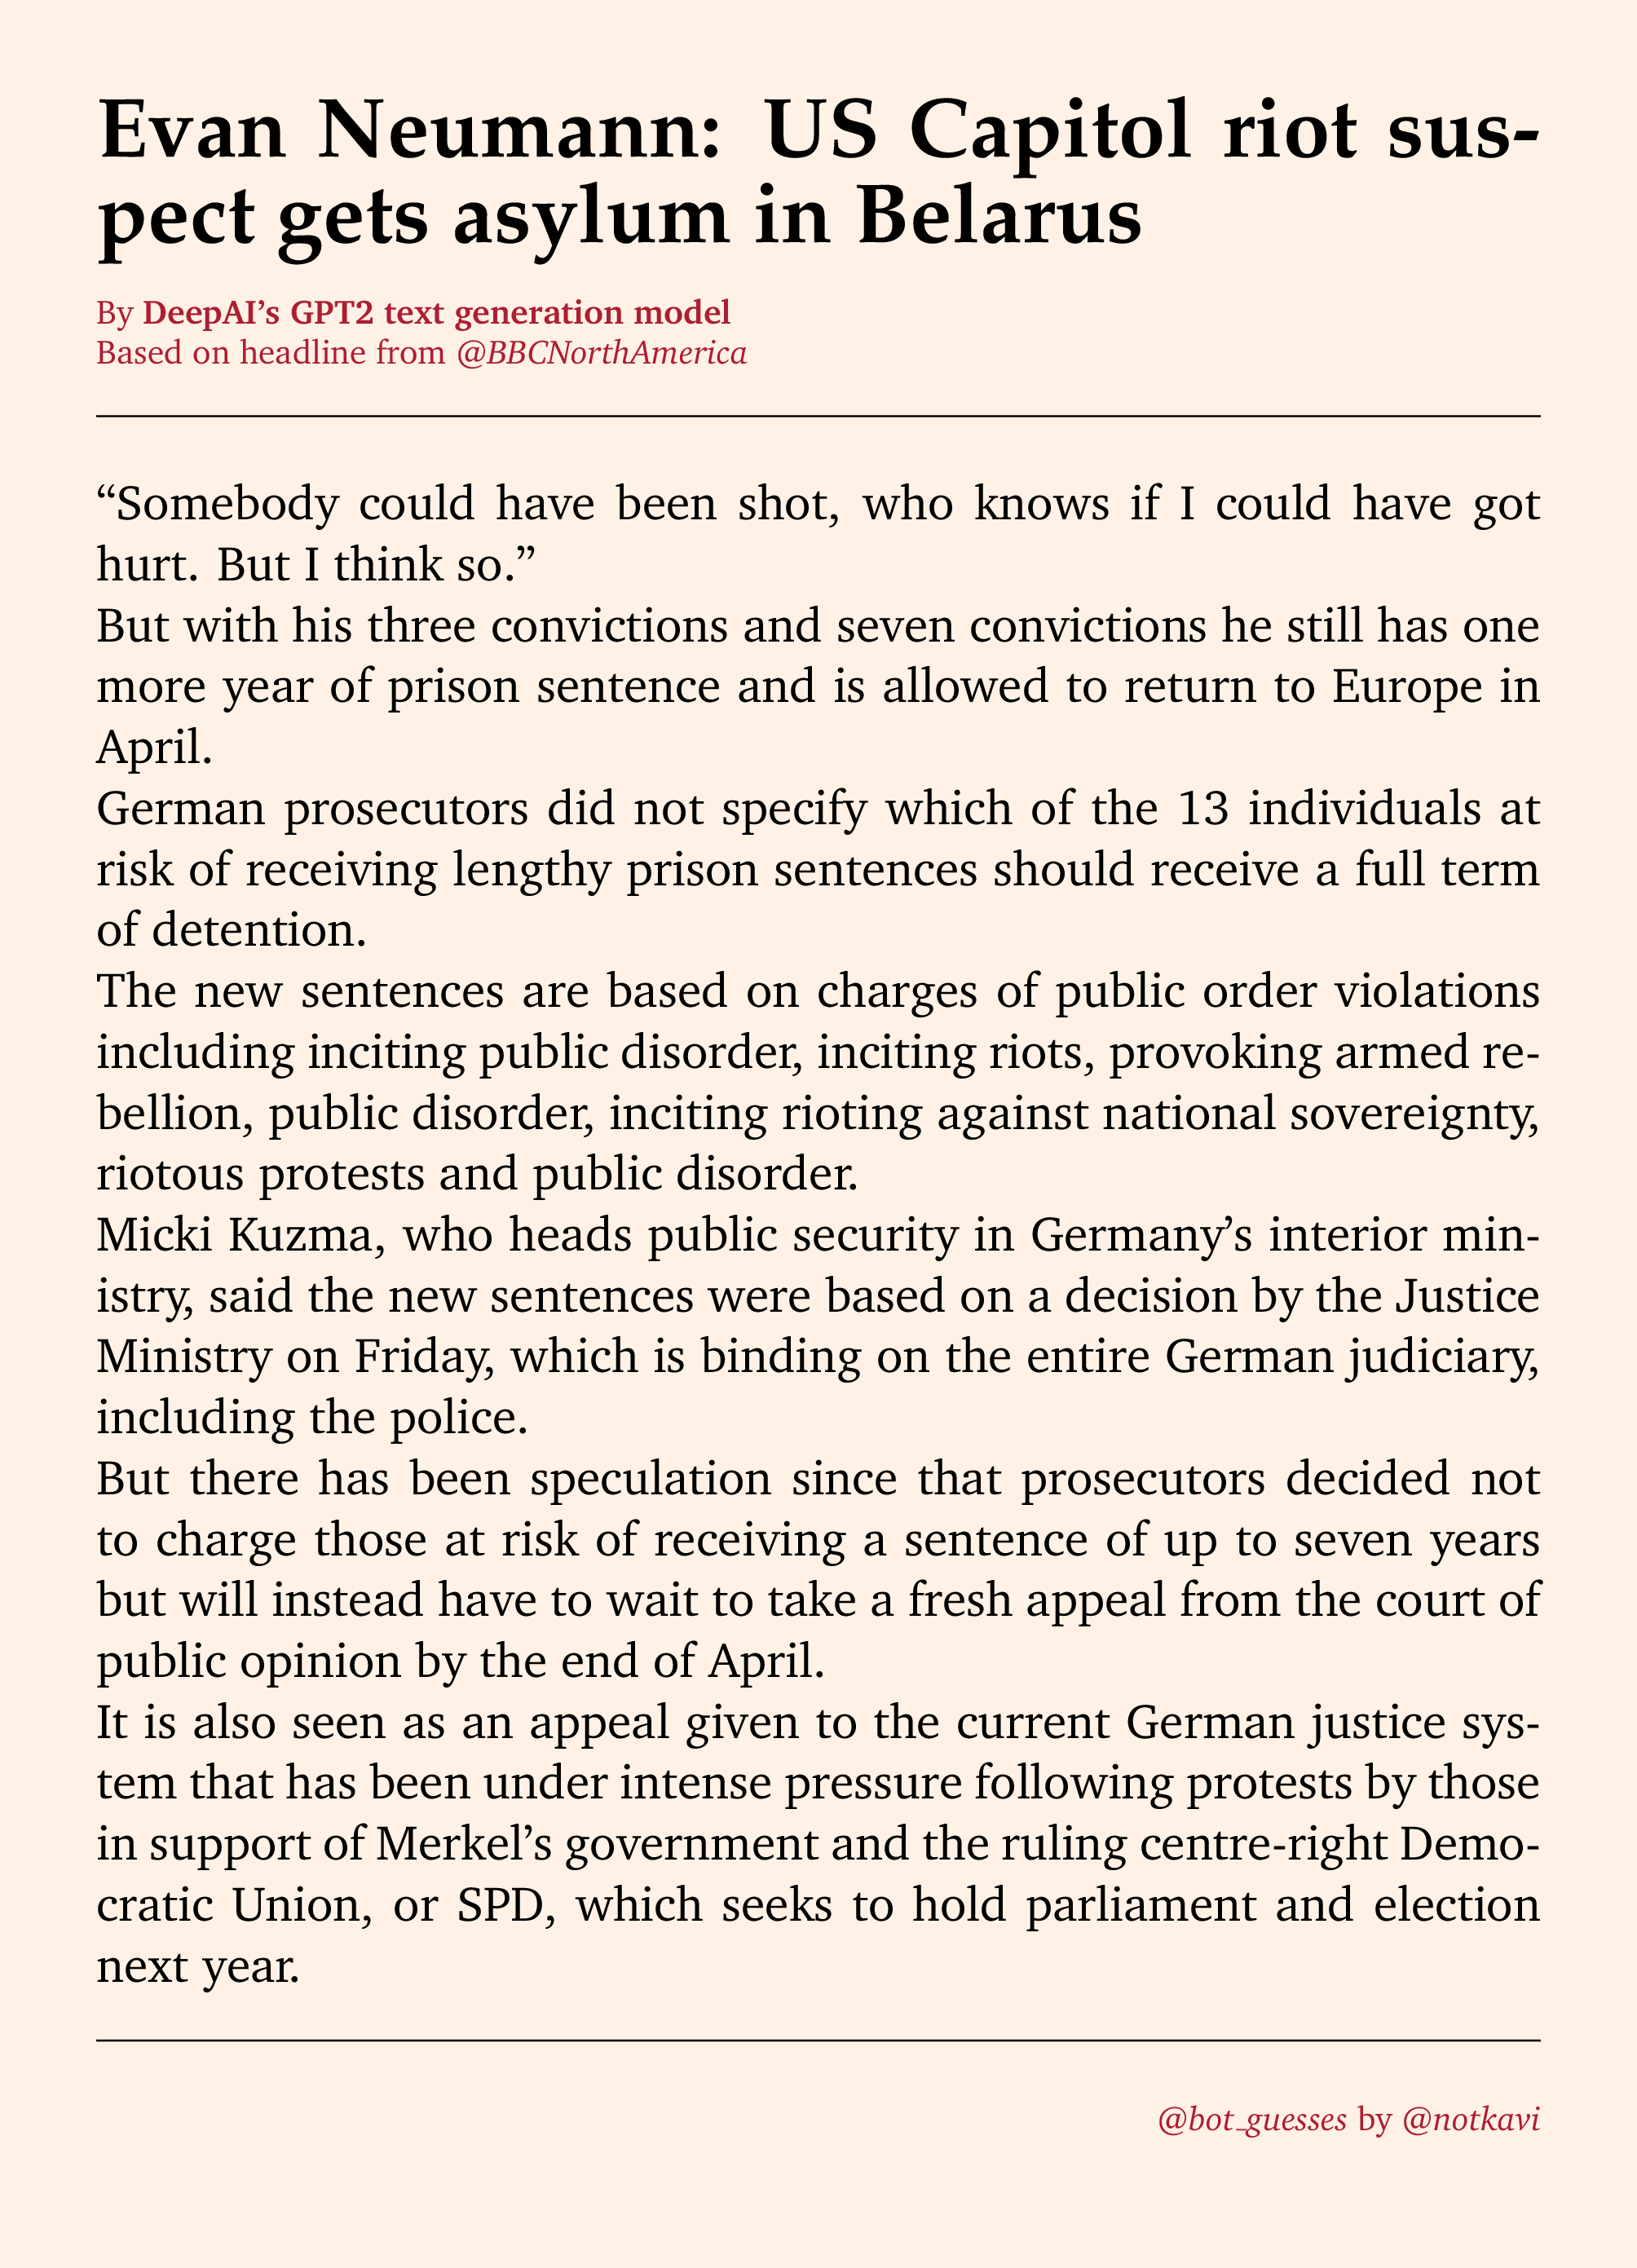 Evan Neumann: US Capitol riot sus-
pect gets asylum in Belarus
By DeepAI’s GPT2 text generation model
Based on headline from @BBCNorthAmerica
“Somebody could have been shot, who knows if I could have got
hurt. But I think so.”
But with his three convictions and seven convictions he still has one
more year of prison sentence and is allowed to return to Europe in
April.
German prosecutors did not specify which of the 13 individuals at
risk of receiving lengthy prison sentences should receive a full term
of detention.
The new sentences are based on charges of public order violations
including inciting public disorder, inciting riots, provoking armed re-
bellion, public disorder, inciting rioting against national sovereignty,
riotous protests and public disorder.
Micki Kuzma, who heads public security in Germany’s interior min-
istry, said the new sentences were based on a decision by the Justice
Ministry on Friday, which is binding on the entire German judiciary,
including the police.
But there has been speculation since that prosecutors decided not
to charge those at risk of receiving a sentence of up to seven years
but will instead have to wait to take a fresh appeal from the court of
public opinion by the end of April.
It is also seen as an appeal given to the current German justice sys-
tem that has been under intense pressure following protests by those
in support of Merkel’s government and the ruling centre-right Demo-
cratic Union, or SPD, which seeks to hold parliament and election
next year.
@bot_guesses by @notkavi